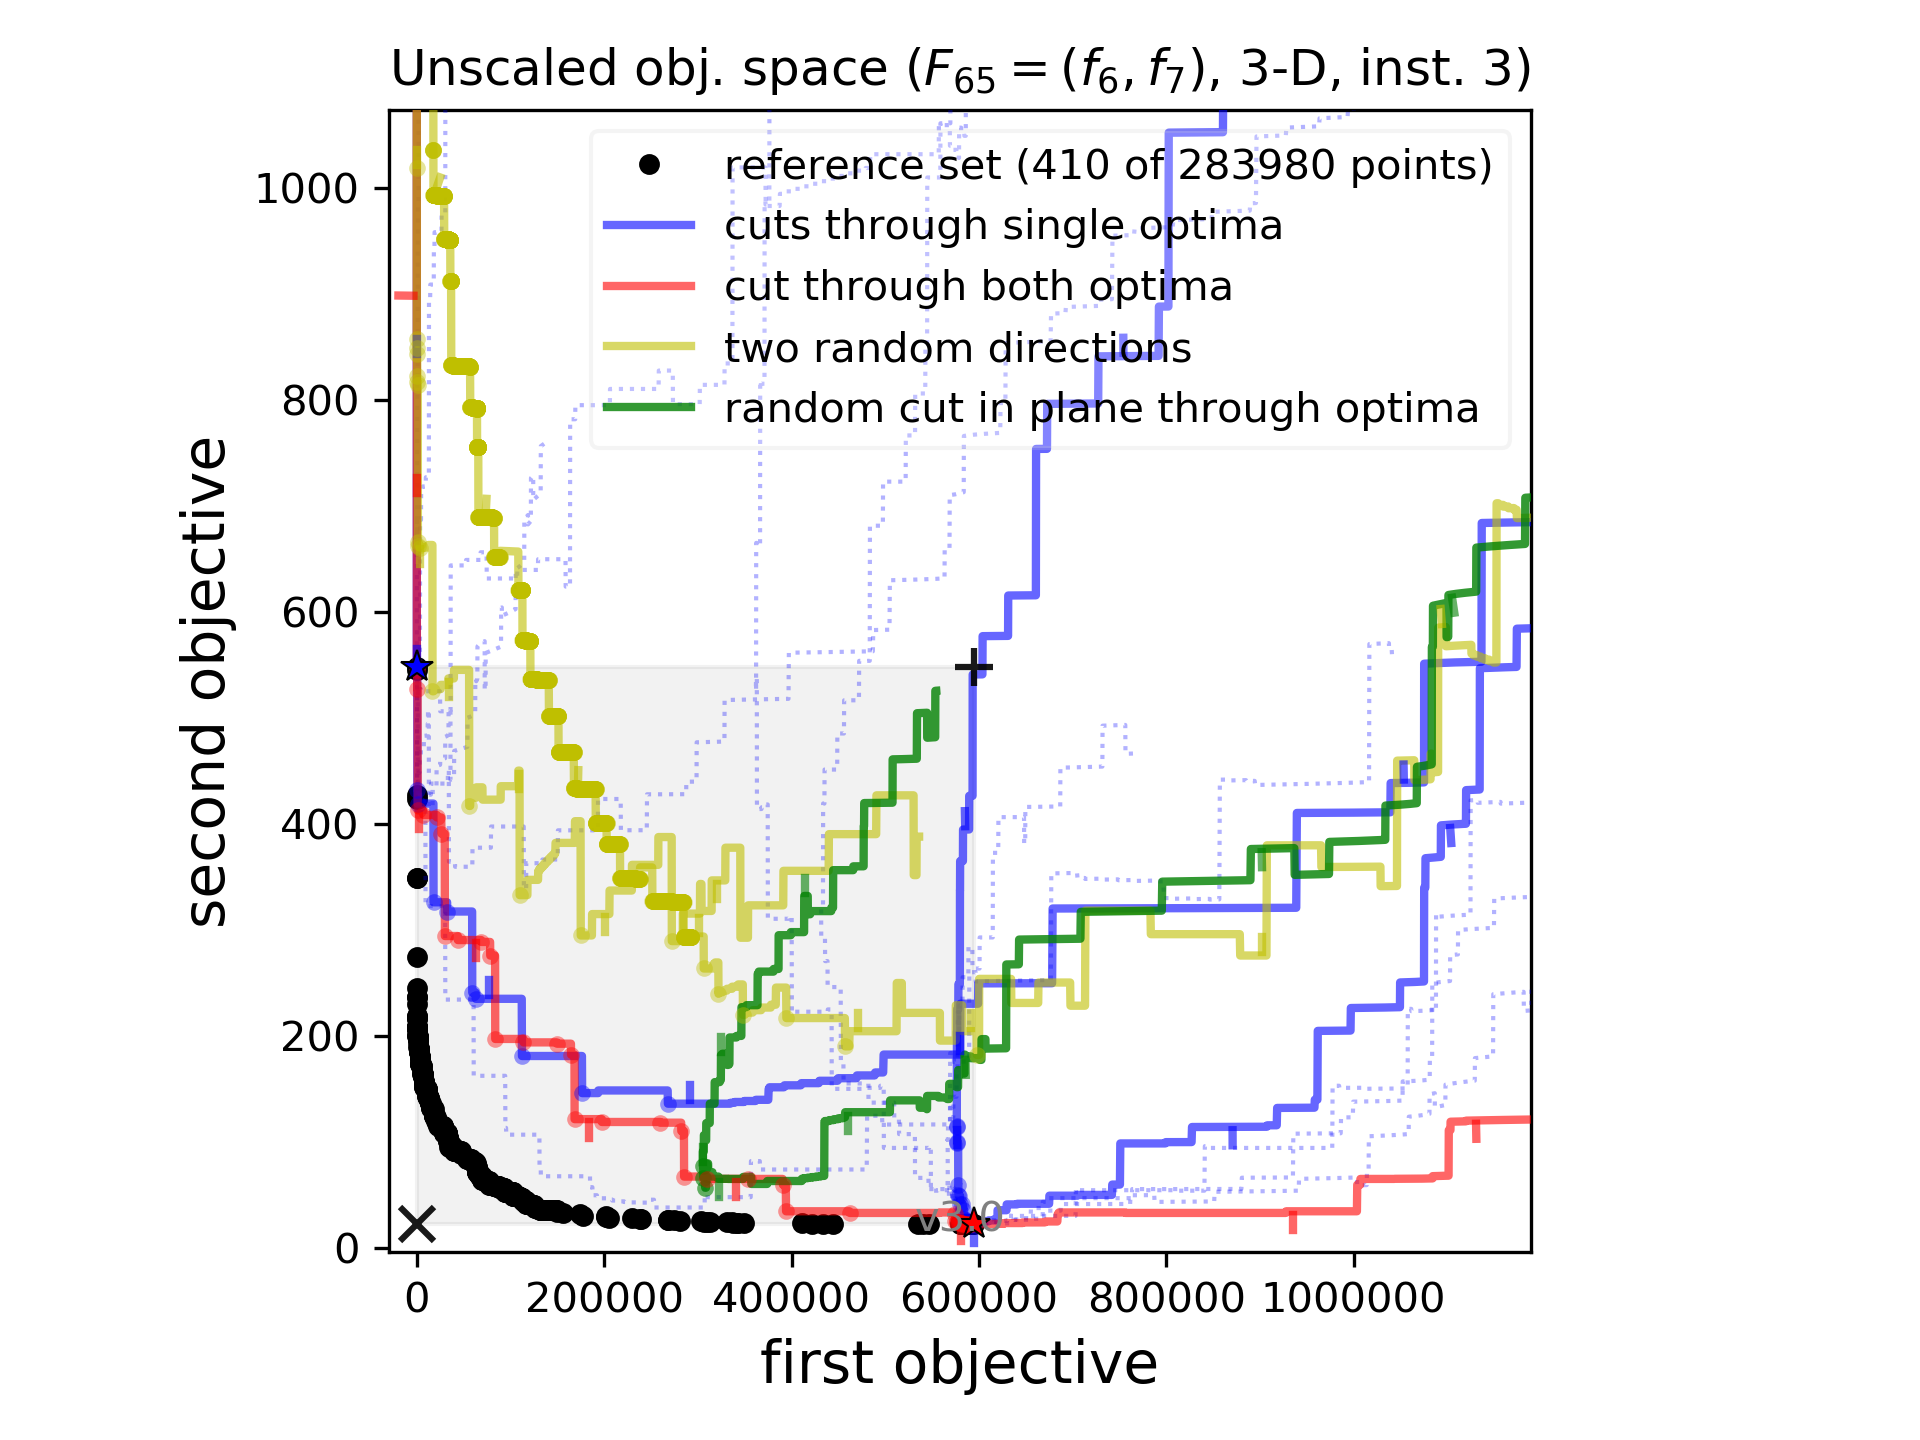 Unscaled obj. space (F₆₅ = (f₆, f₇), 3-D, inst. 3)
reference set (410 of 283980 points)
cuts through single optima
cut through both optima
two random directions
random cut in plane through optima
1000
800
600
400
200
0
second objective
v3.0
0 200000 400000 600000 800000 1000000
first objective